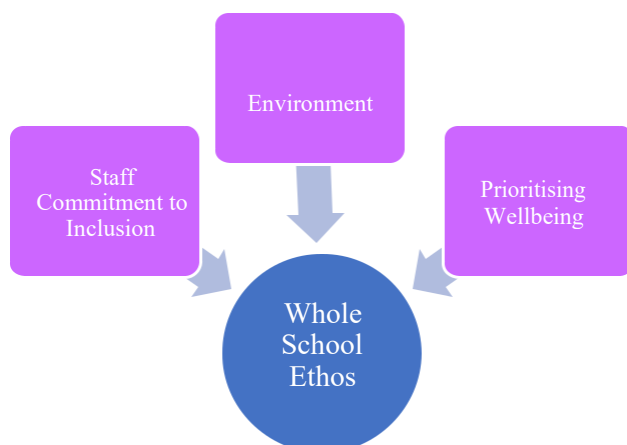 Environment
Staff
Commitment to
Inclusion
Prioritising
Wellbeing
Whole
School
Ethos